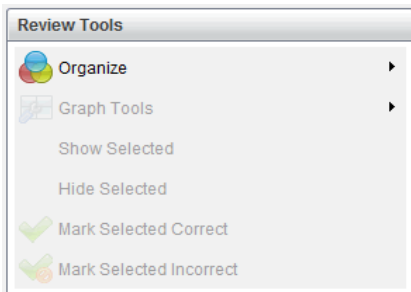 Review Tools
Organize
Graph Tools
Show Selected
Hide Selected
Mark Selected Correct
Mark Selected Incorrect